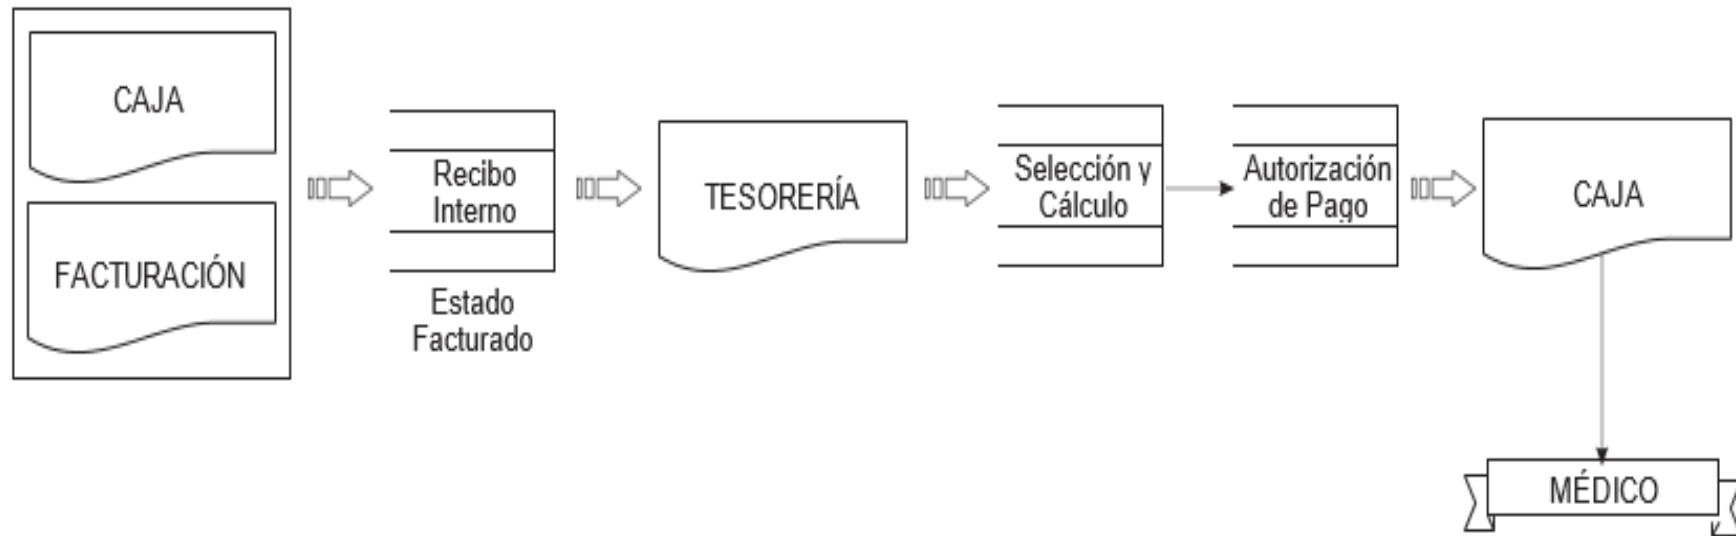 CAJA
FACTURACIÓN
Recibo
Interno
Estado
Facturado
TESORERÍA
Selección y
Cálculo
Autorización
de Pago
CAJA
MÉDICO